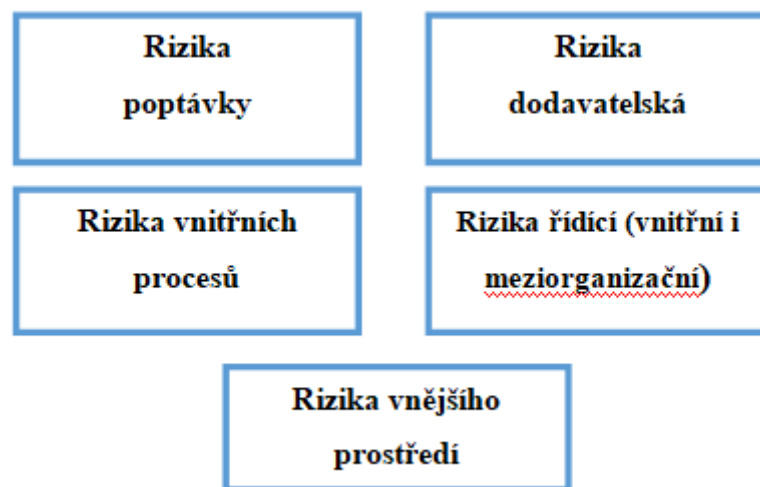 Rizika
poptávky
Rizika
dodavatelská
Rizika vnitřních
procesů
Rizika řídící (vnitřní i
meziorganizační)
Rizika vnějšího
prostředí